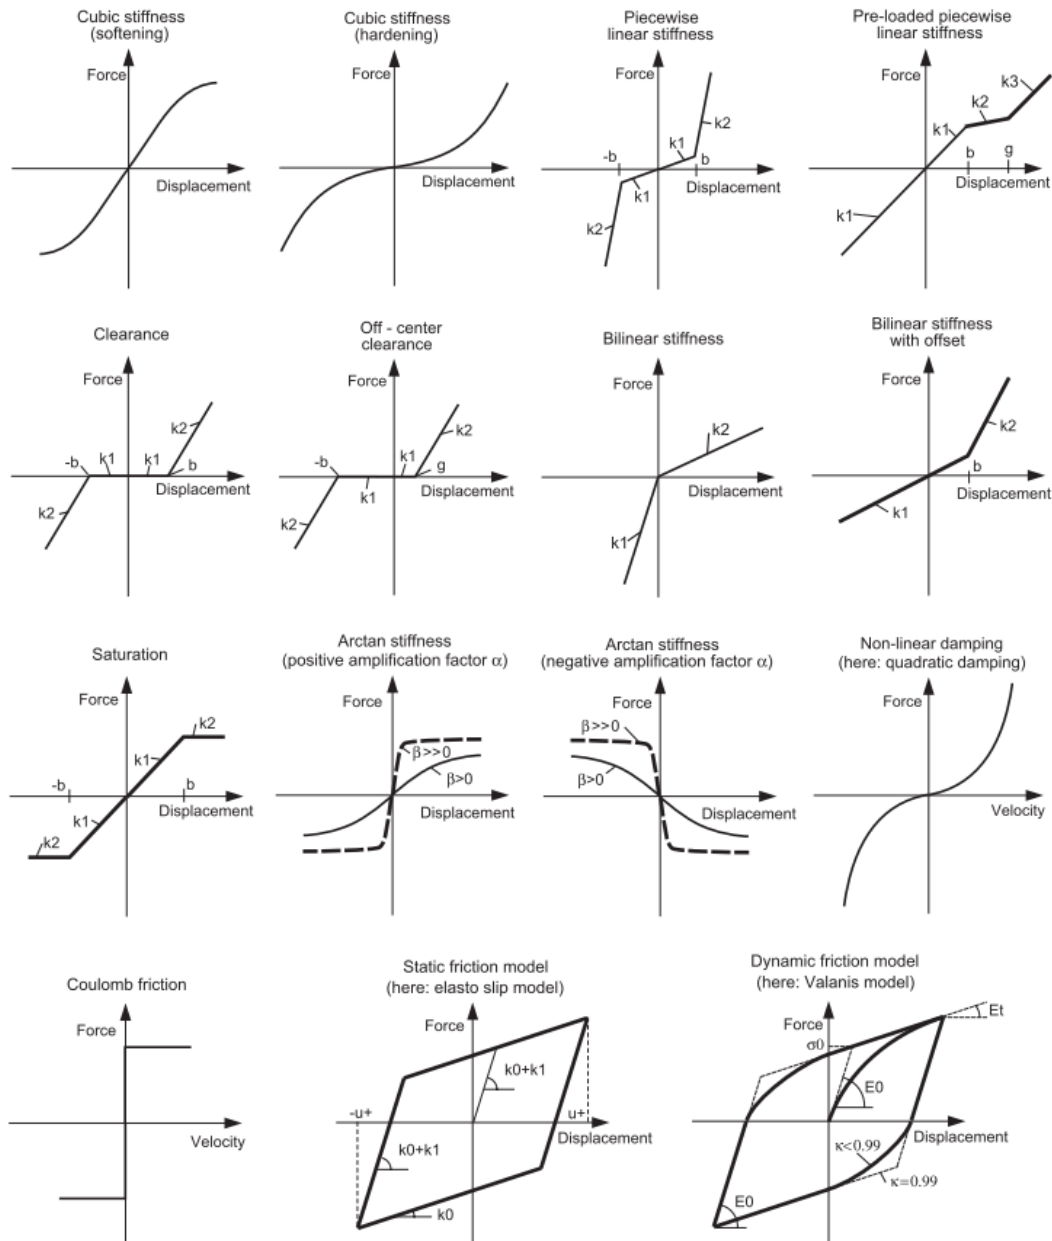 Cubic stiffness
(softening)
Force
Displacement
Cubic stiffness
(hardening)
Force
Displacement
Piecewise
linear stiffness
Force
k2
k1
-b
b
k1
Displacement
k2
Pre-loaded piecewise
linear stiffness
Force
k3
k2
k1
b
g
Displacement
k1
Clearance
Force
k2
-b
k1
k1
b
Displacement
k2
Off - center
clearance
Force
k2
-b
k1
g
k1
Displacement
k2
Bilinear stiffness
Force
k2
Displacement
k1
Bilinear stiffness
with offset
Force
k2
b
Displacement
k1
Saturation
Force
k2
k1
-b
b
Displacement
k1
k2
Arctan stiffness
(positive amplification factor α)
Force
β>>0
β>0
Displacement
Arctan stiffness
(negative amplification factor α)
Force
β>>0
β>0
Displacement
Non-linear damping
(here: quadratic damping)
Force
Velocity
Coulomb friction
Force
Velocity
Static friction model
(here: elasto slip model)
Force
k0+k1
-u+
u+
Displacement
k0+k1
k0
Dynamic friction model
(here: Valanis model)
Force
Et
σ0
E0
Displacement
κ<0.99
κ=0.99
E0